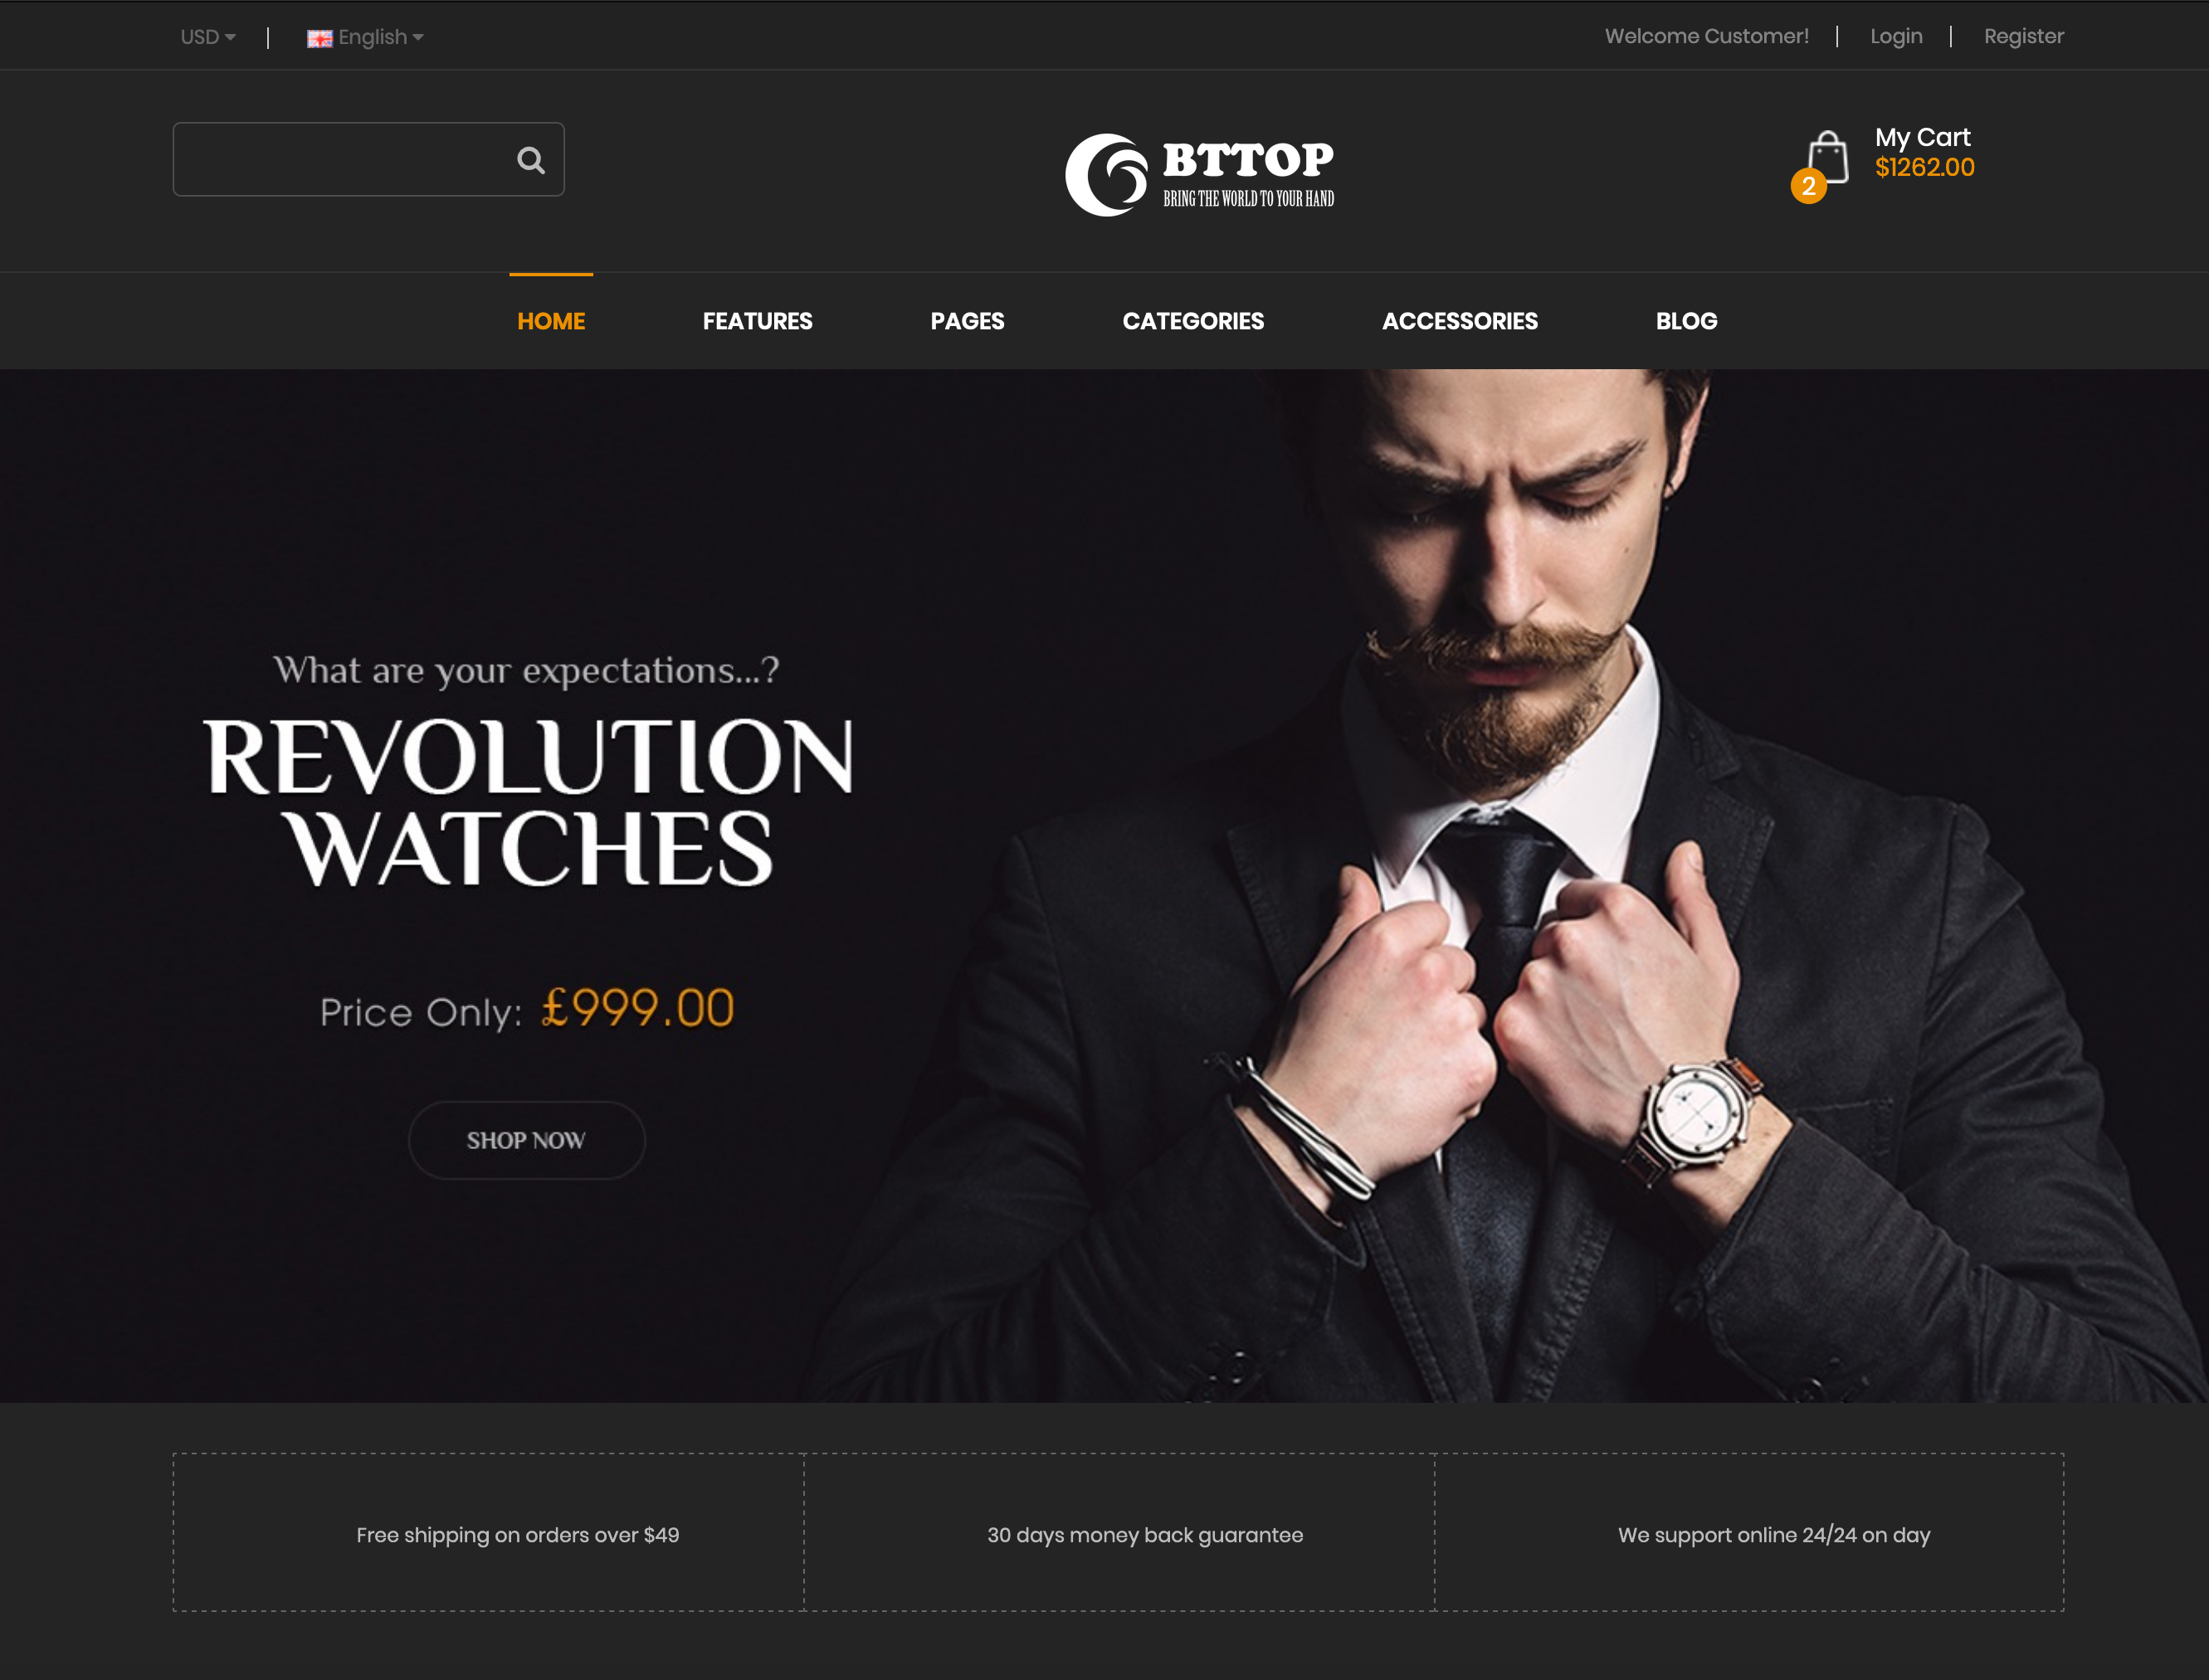 USD
English
Welcome Customer!
Login
Register
BTTOP
BRING THE WORLD TO YOUR HAND
2
My Cart
$1262.00
HOME
FEATURES
PAGES
CATEGORIES
ACCESSORIES
BLOG
What are your expectations...?
REVOLUTION
WATCHES
Price Only: £999.00
SHOP NOW
Free shipping on orders over $49
30 days money back guarantee
We support online 24/24 on day